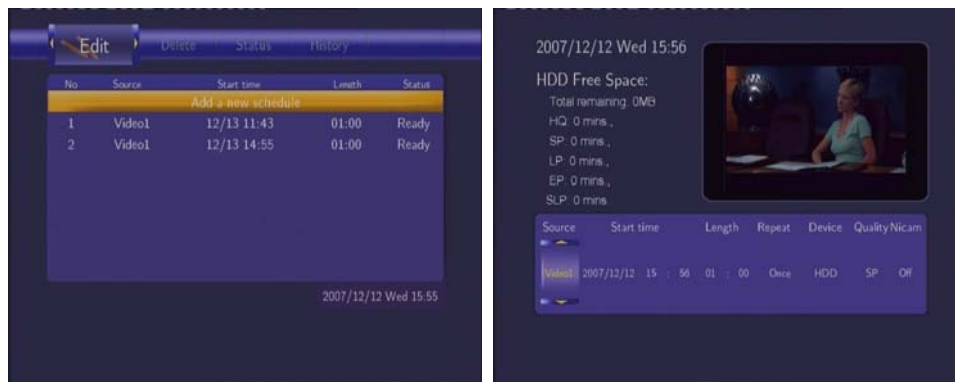 Edit Delete Status History
No Source Start time Length Status
Add a new schedule
1 Video1 12/13 11:43 01:00 Ready
2 Video1 12/13 14:55 01:00 Ready
2007/12/12 Wed 15:55
2007/12/12 Wed 15:56
HDD Free Space:
Total remaining: 0MB
HQ: 0 mins.,
SP: 0 mins.,
LP: 0 mins.,
EP: 0 mins.,
SLP: 0 mins.
Source Start time Length Repeat Device Quality Nicam
Video1 2007/12/12 15 : 56 01 : 00 Once HDD SP Off